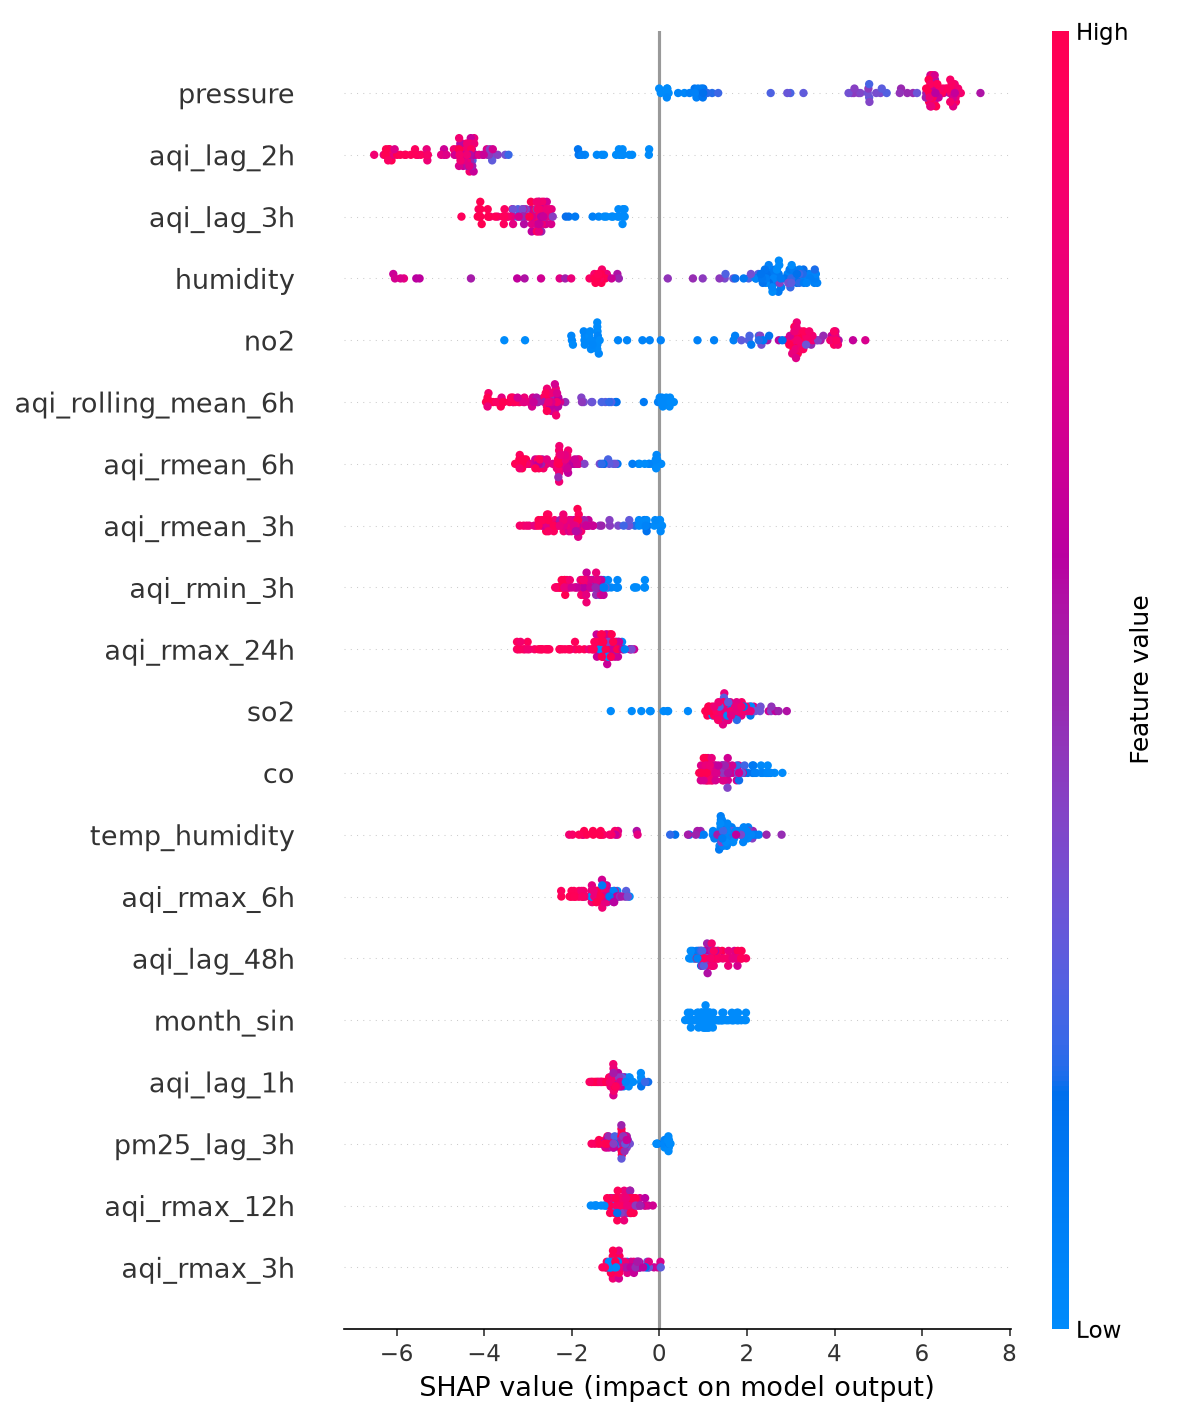 High
pressure
aqi_lag_2h
aqi_lag_3h
humidity
no2
aqi_rolling_mean_6h
aqi_rmean_6h
aqi_rmean_3h
aqi_rmin_3h
aqi_rmax_24h
so2
co
temp_humidity
aqi_rmax_6h
aqi_lag_48h
month_sin
aqi_lag_1h
pm25_lag_3h
aqi_rmax_12h
aqi_rmax_3h
Feature value
Low
−6 −4 −2 0 2 4 6 8
SHAP value (impact on model output)